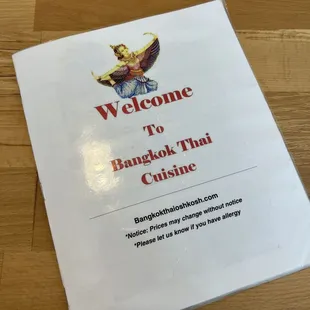 Welcome
To
Bangkok Thai
Cuisine
Bangkokthaioshkosh.com
*Notice: Prices may change without notice
*Please let us know if you have allergy